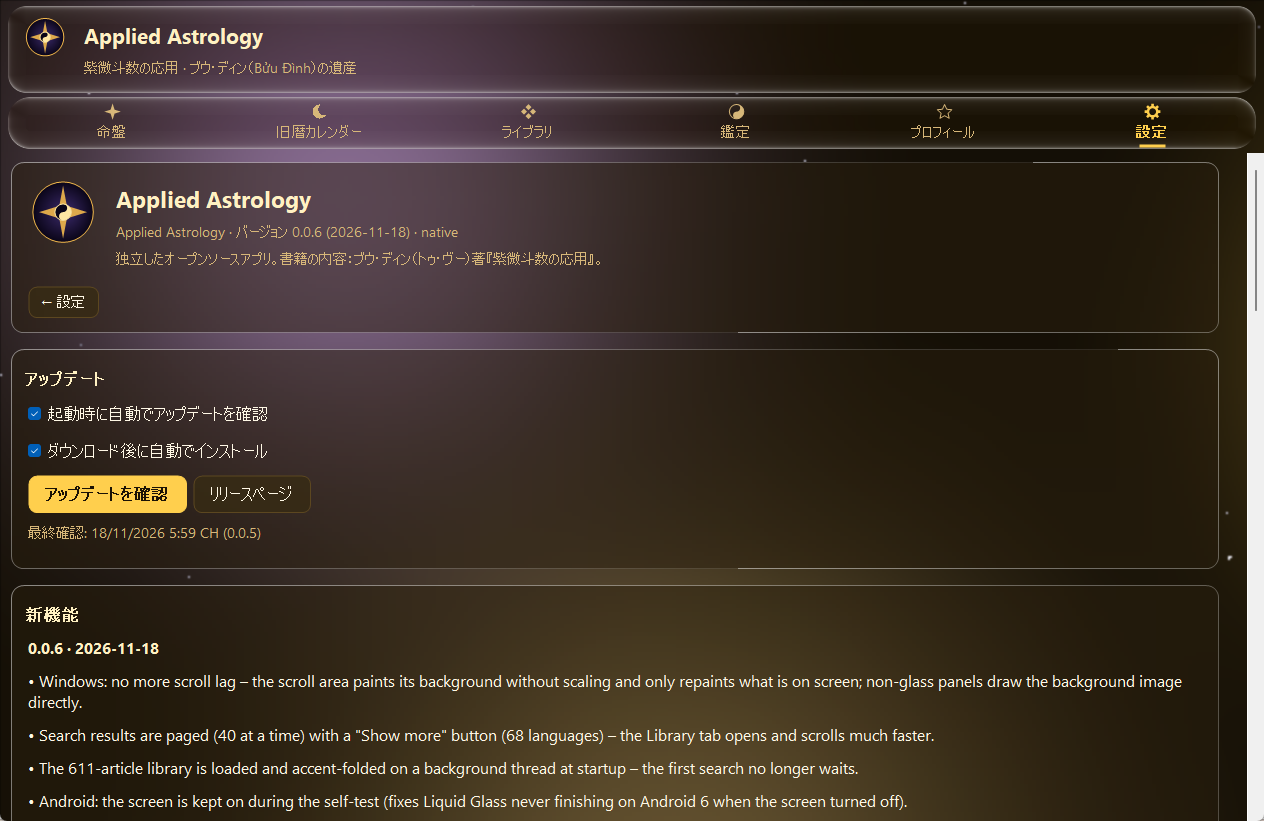 Applied Astrology
紫微斗数の応用 · ブウ・ディン(Bửu Đình)の遺産
命盤
旧暦カレンダー
ライブラリ
鑑定
プロフィール
設定
Applied Astrology
Applied Astrology · バージョン 0.0.6 (2026-11-18) · native
独立したオープンソースアプリ。書籍の内容:ブウ・ディン(トゥ・ヴー)著『紫微斗数の応用』。
← 設定
アップデート
起動時に自動でアップデートを確認
ダウンロード後に自動でインストール
アップデートを確認
リリースページ
最終確認: 18/11/2026 5:59 CH (0.0.5)
新機能
0.0.6 · 2026-11-18
• Windows: no more scroll lag – the scroll area paints its background without scaling and only repaints what is on screen; non-glass panels draw the background image
directly.
• Search results are paged (40 at a time) with a "Show more" button (68 languages) – the Library tab opens and scrolls much faster.
• The 611-article library is loaded and accent-folded on a background thread at startup – the first search no longer waits.
• Android: the screen is kept on during the self-test (fixes Liquid Glass never finishing on Android 6 when the screen turned off).